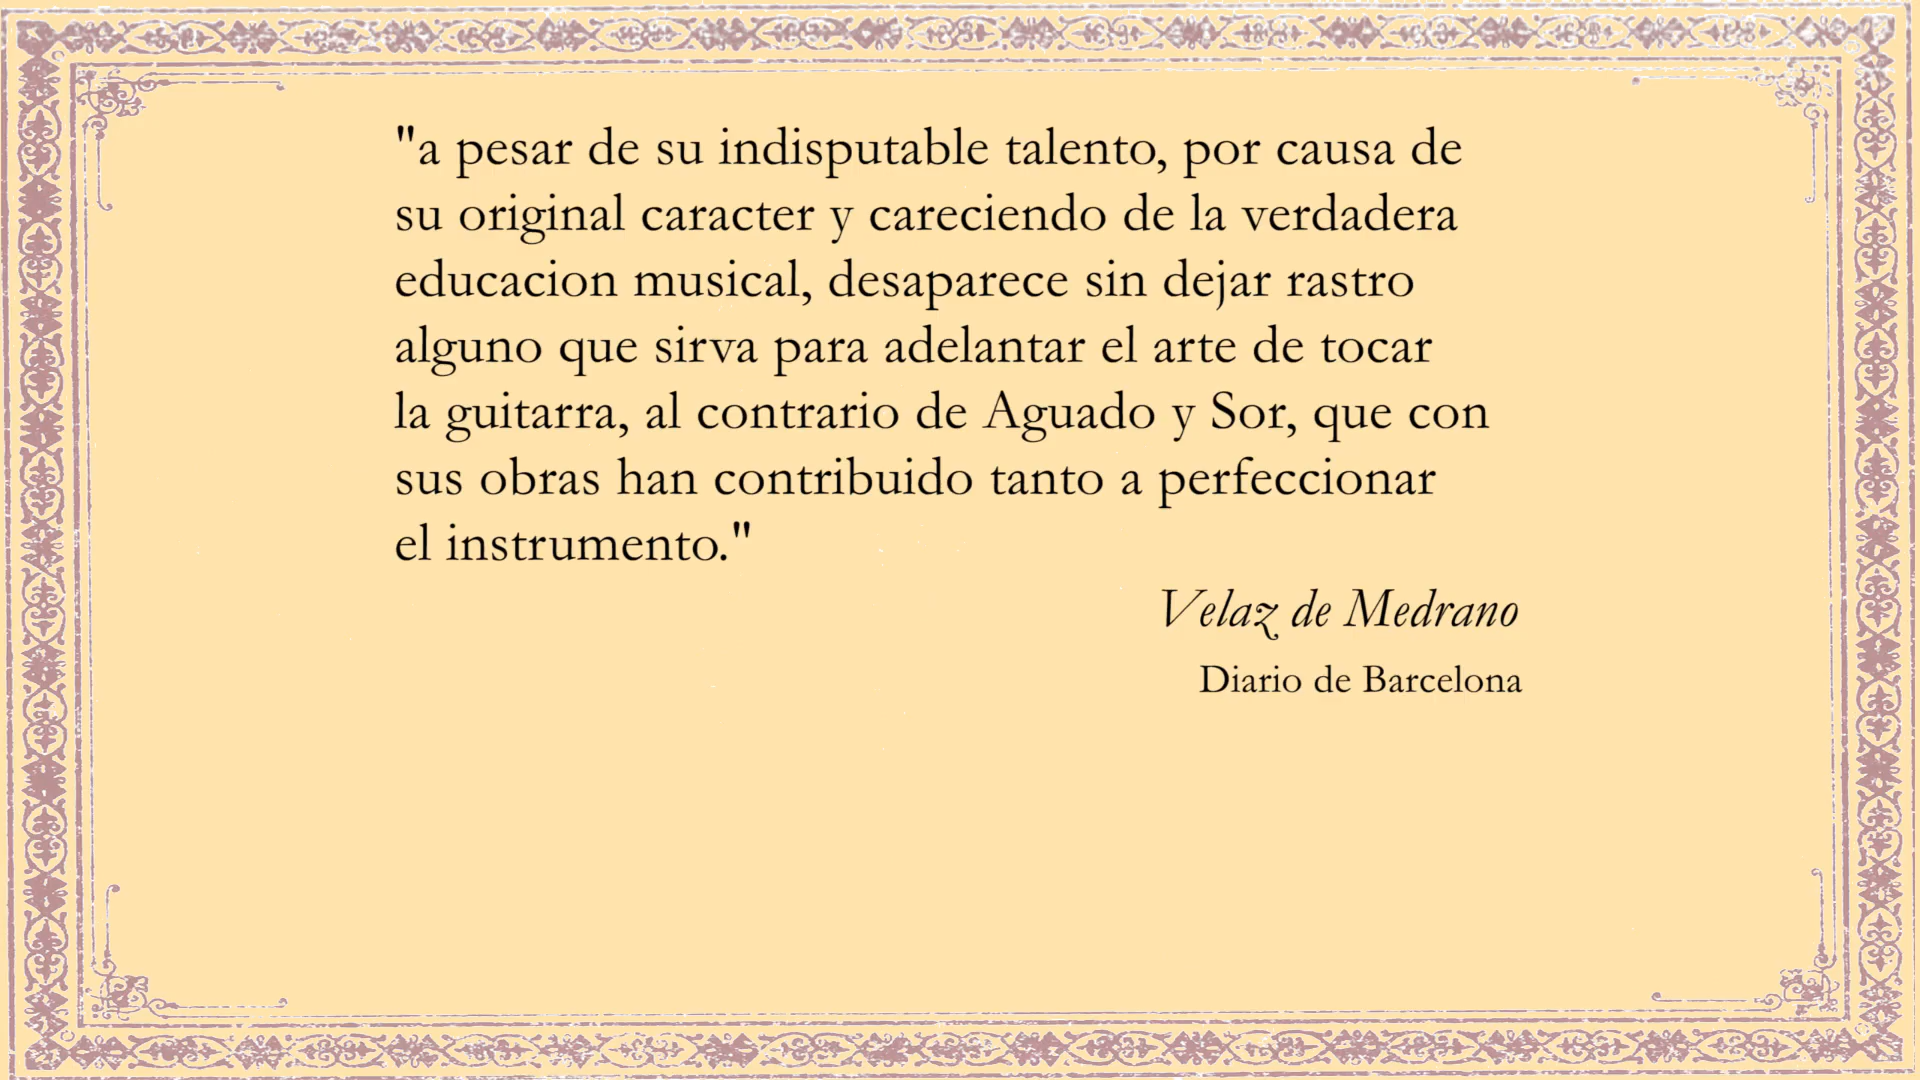 "a pesar de su indisputable talento, por causa de
su original caracter y careciendo de la verdadera
educacion musical, desaparece sin dejar rastro
alguno que sirva para adelantar el arte de tocar
la guitarra, al contrario de Aguado y Sor, que con
sus obras han contribuido tanto a perfeccionar
el instrumento."
Velaz de Medrano
Diario de Barcelona